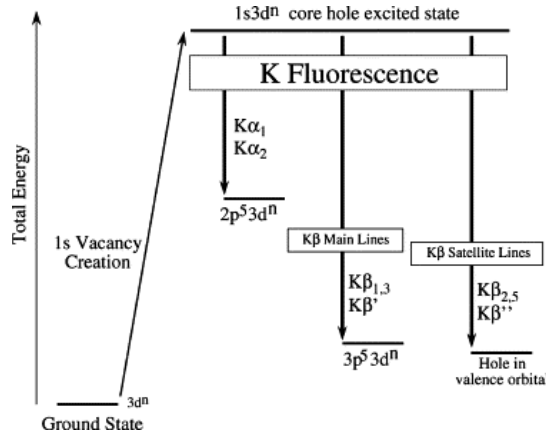 1s3dⁿ core hole excited state
K Fluorescence
Kα₁
Kα₂
Total Energy
2p⁵3dⁿ
1s Vacancy
Creation
Kβ Main Lines
Kβ Satellite Lines
Kβ₁,₃
Kβ'
Kβ₂,₅
Kβ''
3p⁵3dⁿ
Hole in
valence orbital
3dⁿ
Ground State